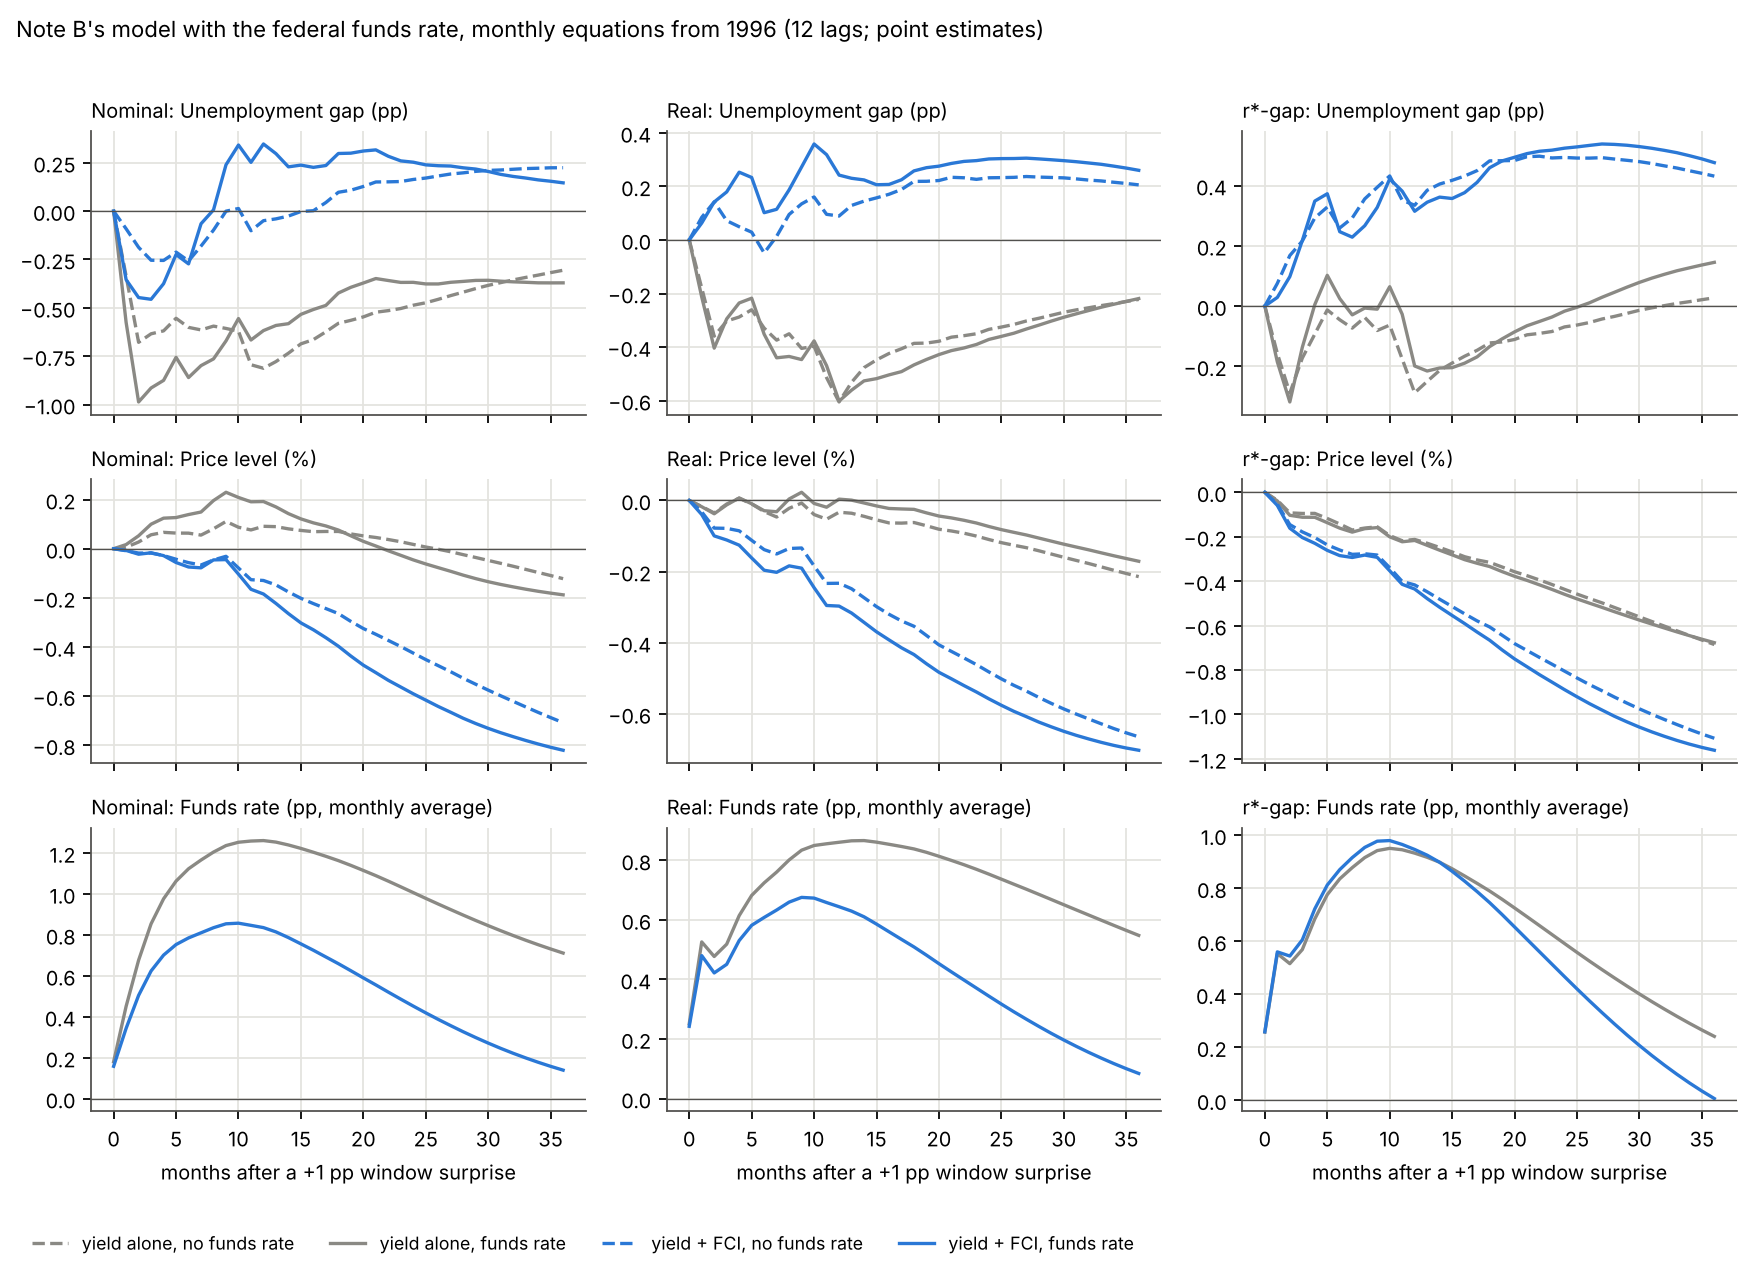 Note B's model with the federal funds rate, monthly equations from 1996 (12 lags; point estimates)
Nominal: Unemployment gap (pp)
0.25
0.00
−0.25
−0.50
−0.75
−1.00
Real: Unemployment gap (pp)
0.4
0.2
0.0
−0.2
−0.4
−0.6
r*-gap: Unemployment gap (pp)
0.4
0.2
0.0
−0.2
Nominal: Price level (%)
0.2
0.0
−0.2
−0.4
−0.6
−0.8
Real: Price level (%)
0.0
−0.2
−0.4
−0.6
r*-gap: Price level (%)
0.0
−0.2
−0.4
−0.6
−0.8
−1.0
−1.2
Nominal: Funds rate (pp, monthly average)
1.2
1.0
0.8
0.6
0.4
0.2
0.0
0 5 10 15 20 25 30 35
months after a +1 pp window surprise
Real: Funds rate (pp, monthly average)
0.8
0.6
0.4
0.2
0.0
0 5 10 15 20 25 30 35
months after a +1 pp window surprise
r*-gap: Funds rate (pp, monthly average)
1.0
0.8
0.6
0.4
0.2
0.0
0 5 10 15 20 25 30 35
months after a +1 pp window surprise
yield alone, no funds rate
yield alone, funds rate
yield + FCI, no funds rate
yield + FCI, funds rate